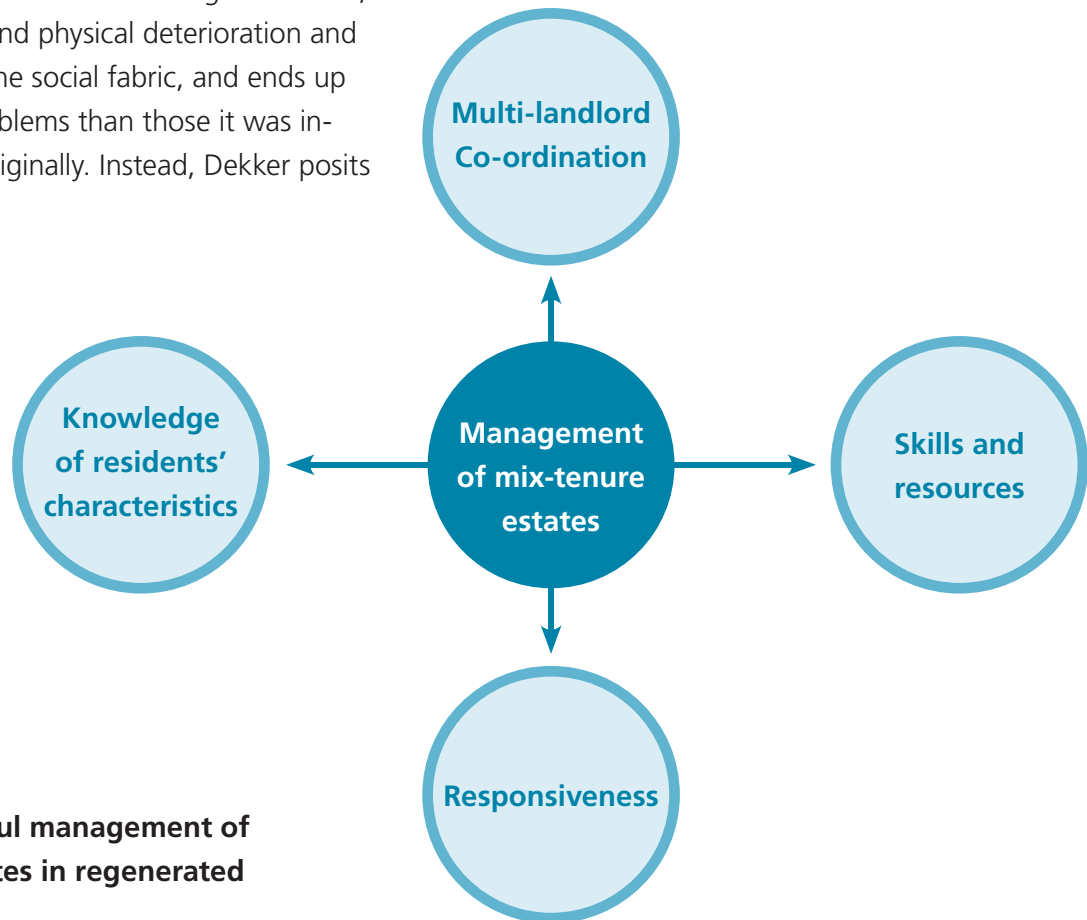 nd physical deterioration and
ne social fabric, and ends up
blems than those it was in-
iginally. Instead, Dekker posits
Multi-landlord
Co-ordination
Knowledge
of residents’
characteristics
Management
of mix-tenure
estates
Skills and
resources
Responsiveness
ul management of
tes in regenerated